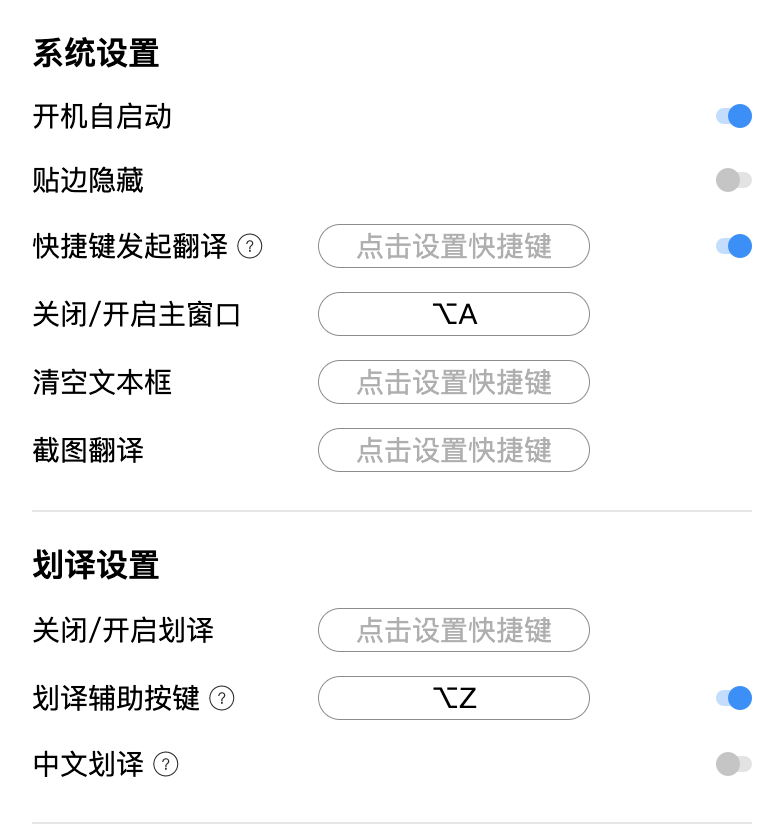 系统设置
开机自启动
贴边隐藏
快捷键发起翻译 ? 点击设置快捷键
关闭/开启主窗口 ⌥A
清空文本框 点击设置快捷键
截图翻译 点击设置快捷键
划译设置
关闭/开启划译 点击设置快捷键
划译辅助按键 ? ⌥Z
中文划译 ?